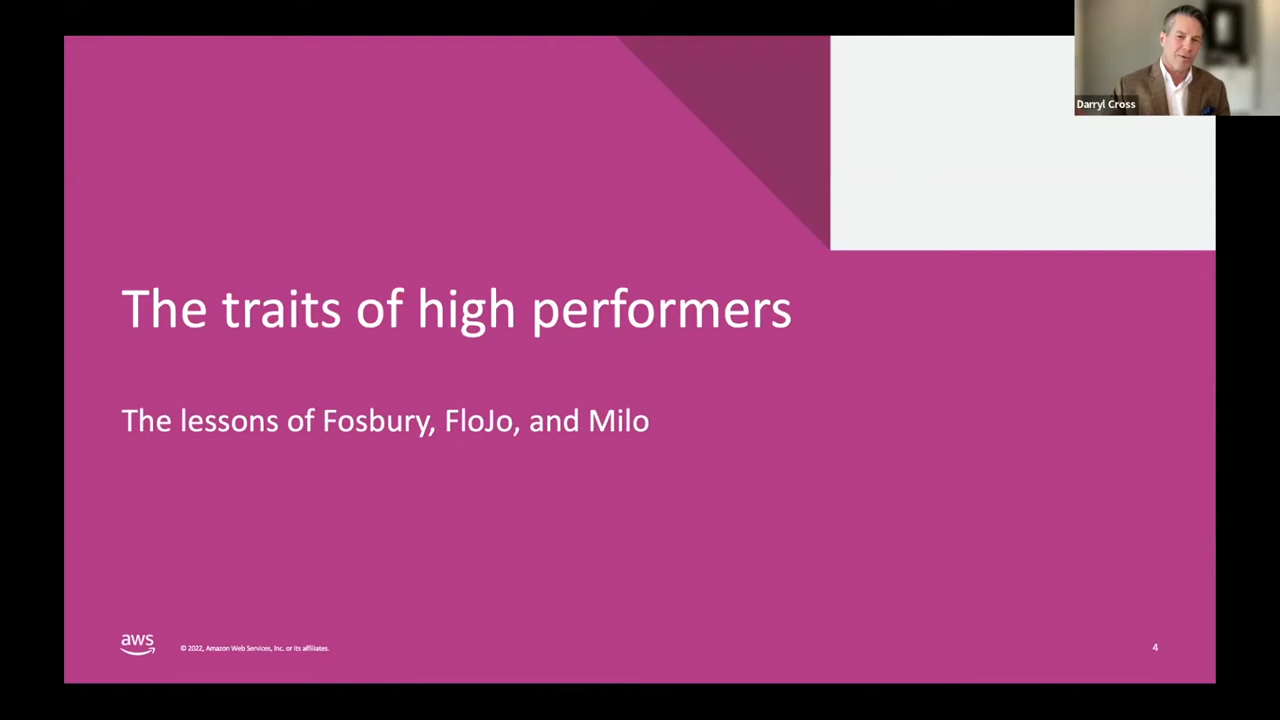 Darryl Cross
The traits of high performers
The lessons of Fosbury, FloJo, and Milo
aws
© 2022, Amazon Web Services, Inc. or its affiliates.
4